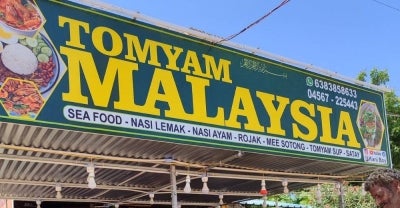 TOMYAM
MALAYSIA
6383858633
04567 - 225443
SEA FOOD - NASI LEMAK - NASI AYAM - ROJAK - MEE SOTONG - TOMYAM SUP - SATAY